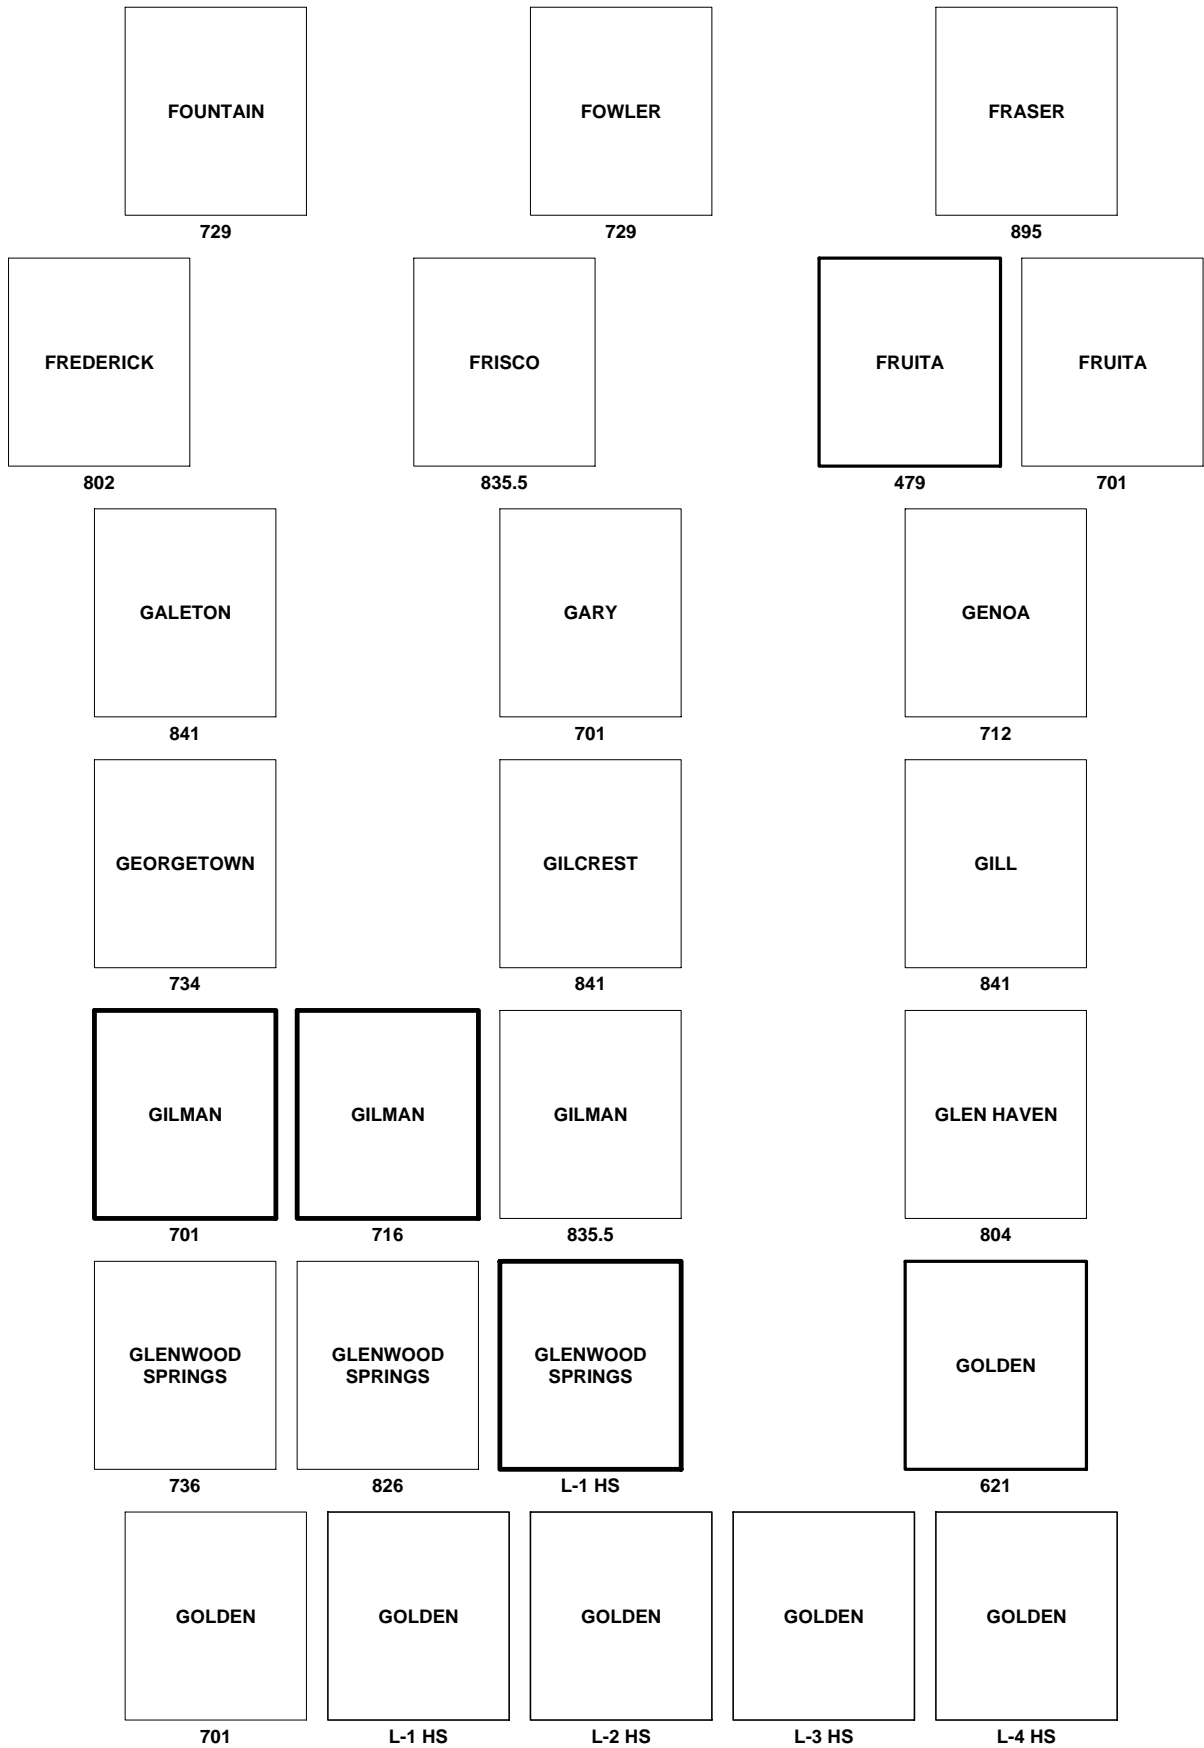 FOUNTAIN
FOWLER
FRASER
729
729
895
FREDERICK
FRISCO
FRUITA
FRUITA
802
835.5
479
701
GALETON
GARY
GENOA
841
701
712
GEORGETOWN
GILCREST
GILL
734
841
841
GILMAN
GILMAN
GILMAN
GLEN HAVEN
701
716
835.5
804
GLENWOOD
SPRINGS
GLENWOOD
SPRINGS
GLENWOOD
SPRINGS
GOLDEN
736
826
L-1 HS
621
GOLDEN
GOLDEN
GOLDEN
GOLDEN
GOLDEN
701
L-1 HS
L-2 HS
L-3 HS
L-4 HS